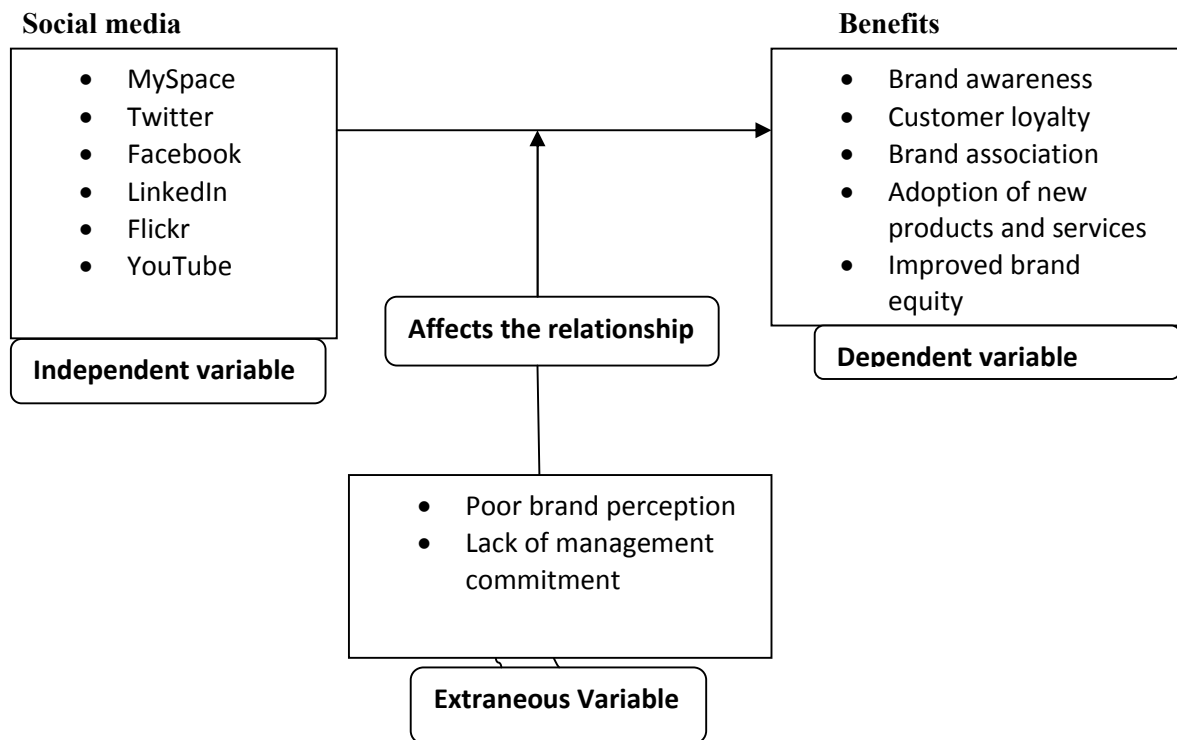 Social media
Benefits
• MySpace
• Twitter
• Facebook
• LinkedIn
• Flickr
• YouTube
• Brand awareness
• Customer loyalty
• Brand association
• Adoption of new
products and services
• Improved brand
equity
Affects the relationship
Independent variable
Dependent variable
• Poor brand perception
• Lack of management
commitment
Extraneous Variable